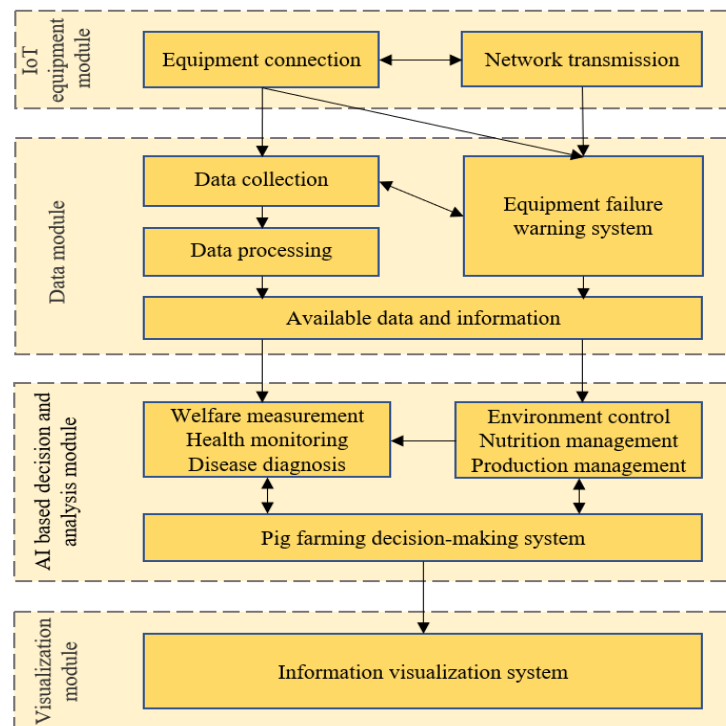 IoT
equipment
module
Equipment connection
Network transmission
Data module
Data collection
Equipment failure
warning system
Data processing
Available data and information
AI based decision and
analysis module
Welfare measurement
Health monitoring
Disease diagnosis
Environment control
Nutrition management
Production management
Pig farming decision-making system
Visualization
module
Information visualization system